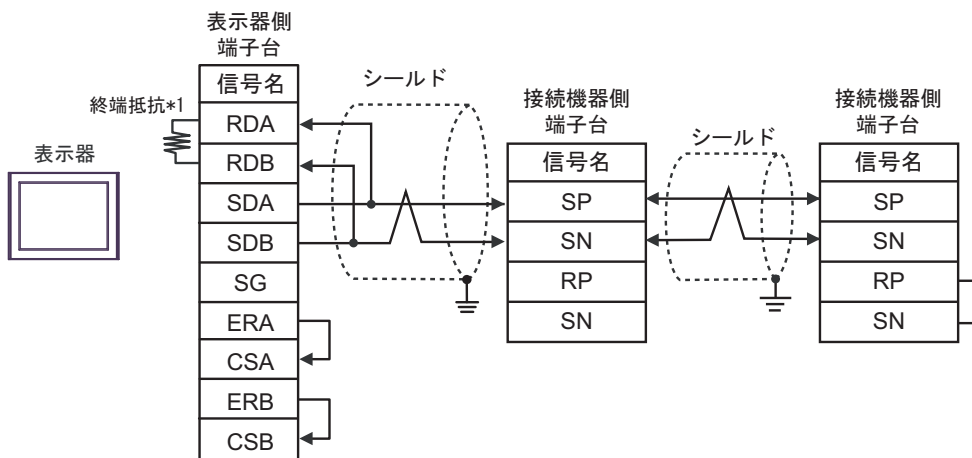 表示器側
端子台
信号名
RDA
RDB
SDA
SDB
SG
ERA
CSA
ERB
CSB
終端抵抗*1
表示器
シールド
接続機器側
端子台
信号名
SP
SN
RP
SN
シールド
接続機器側
端子台
信号名
SP
SN
RP
SN